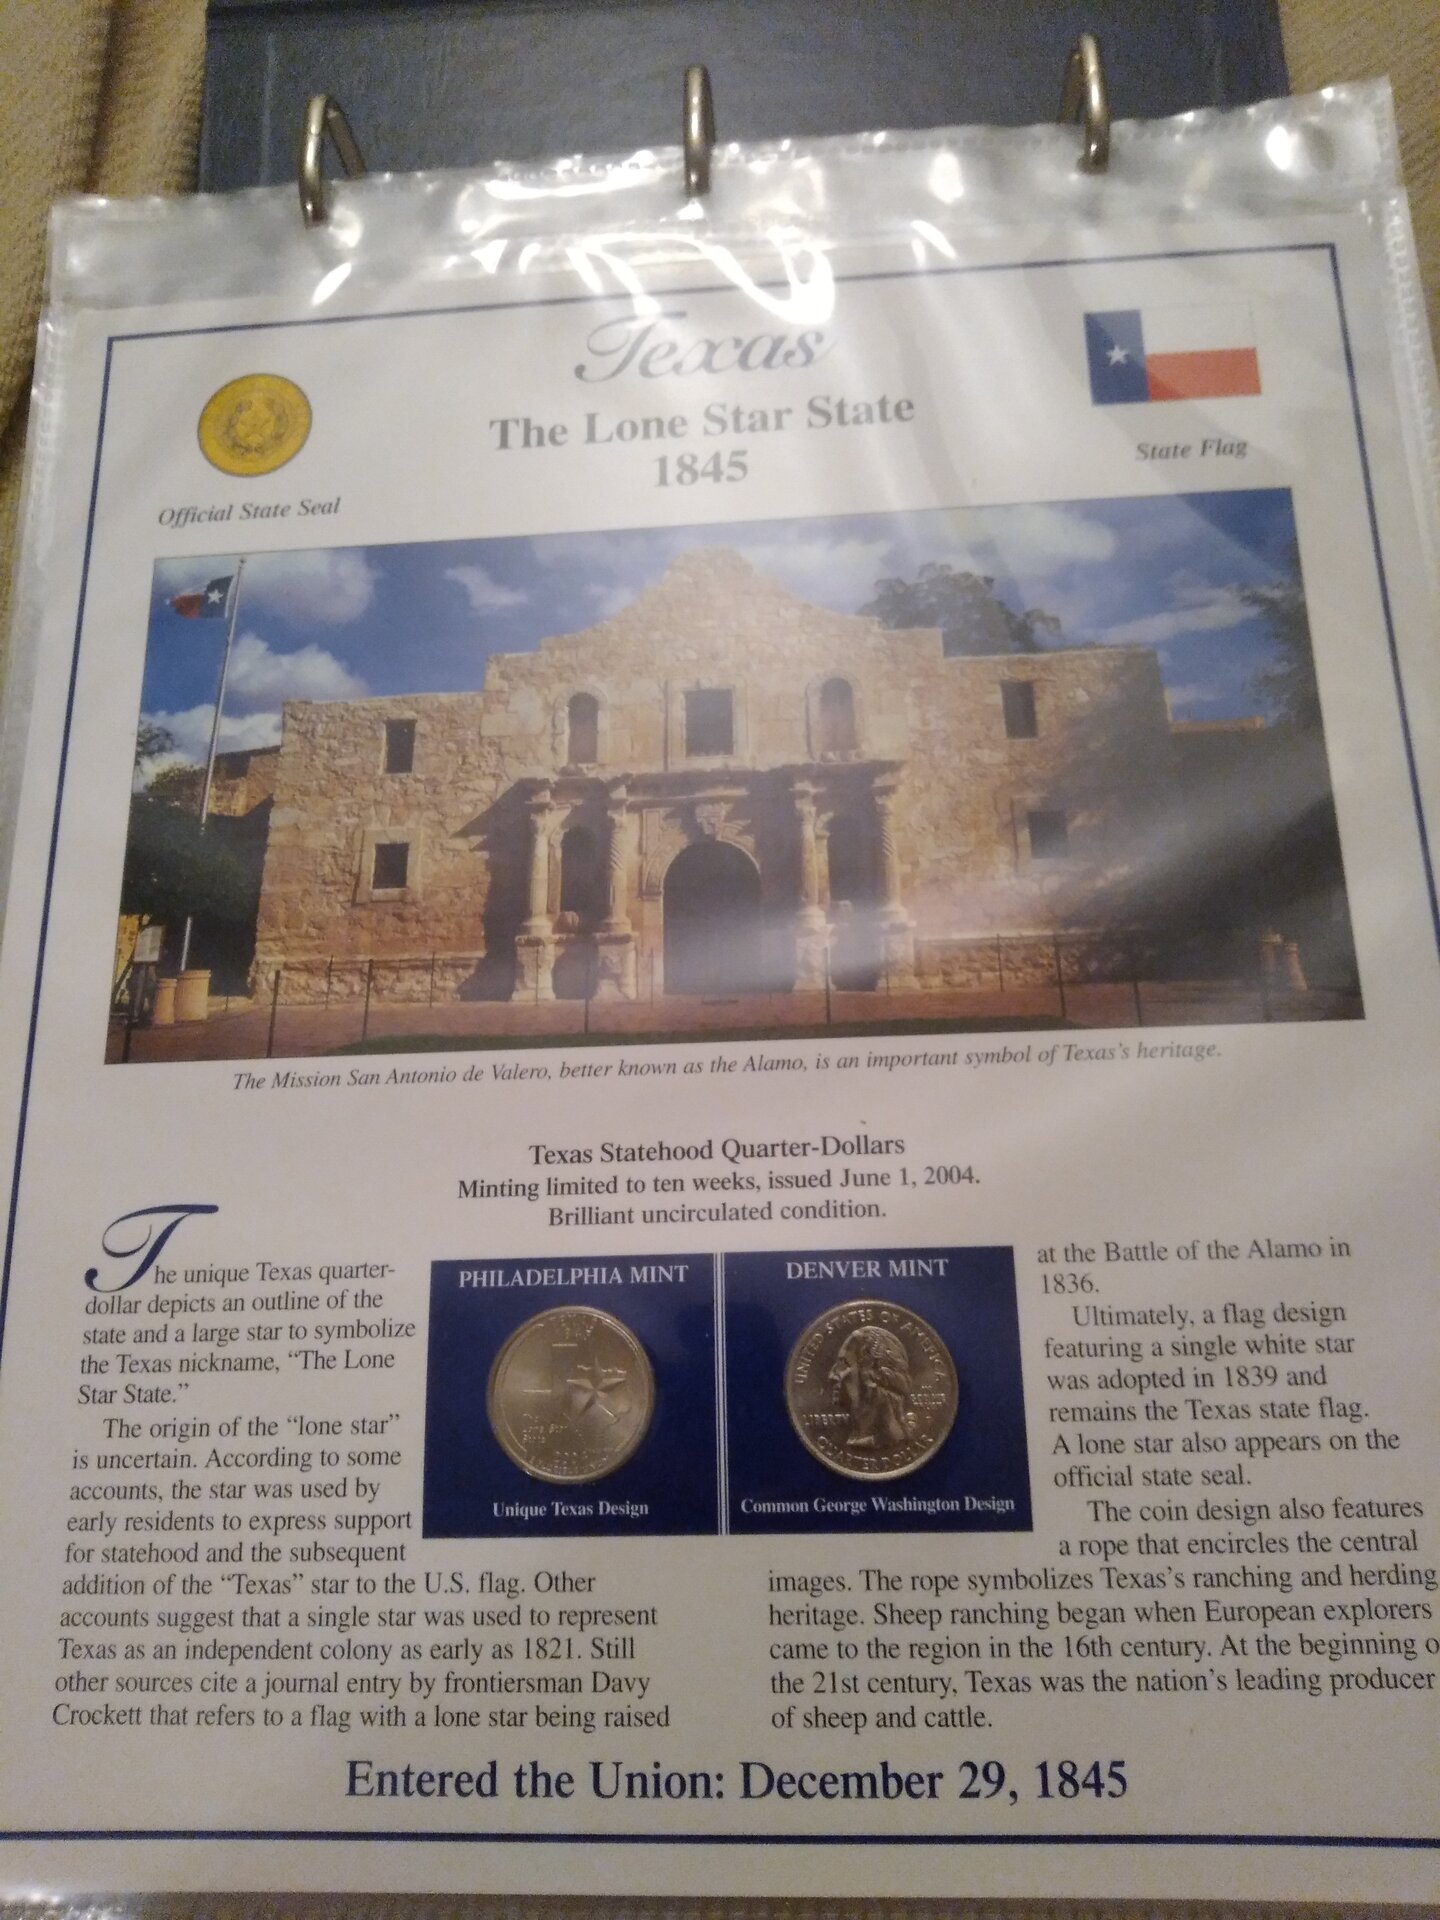 Texas
The Lone Star State
1845
Official State Seal
State Flag
The Mission San Antonio de Valero, better known as the Alamo, is an important symbol of Texas's heritage.
Texas Statehood Quarter-Dollars
Minting limited to ten weeks, issued June 1, 2004.
Brilliant uncirculated condition.
The unique Texas quarter-
dollar depicts an outline of the
state and a large star to symbolize
the Texas nickname, "The Lone
Star State."
The origin of the "lone star"
is uncertain. According to some
accounts, the star was used by
early residents to express support
for statehood and the subsequent
addition of the "Texas" star to the U.S. flag. Other
accounts suggest that a single star was used to represent
Texas as an independent colony as early as 1821. Still
other sources cite a journal entry by frontiersman Davy
Crockett that refers to a flag with a lone star being raised
PHILADELPHIA MINT
Unique Texas Design
DENVER MINT
UNITED STATES OF AMERICA
LIBERTY
QUARTER DOLLAR
Common George Washington Design
at the Battle of the Alamo in
1836.
Ultimately, a flag design
featuring a single white star
was adopted in 1839 and
remains the Texas state flag.
A lone star also appears on the
official state seal.
The coin design also features
a rope that encircles the central
images. The rope symbolizes Texas's ranching and herding
heritage. Sheep ranching began when European explorers
came to the region in the 16th century. At the beginning o
the 21st century, Texas was the nation's leading producer
of sheep and cattle.
Entered the Union: December 29, 1845